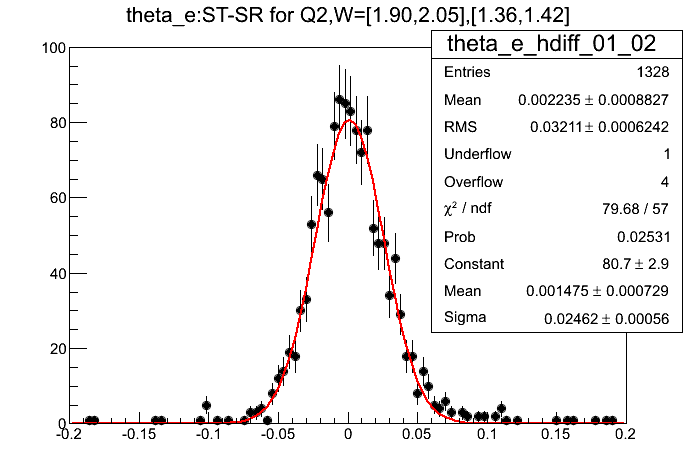 theta_e:ST-SR for Q2,W=[1.90,2.05],[1.36,1.42]
theta_e_hdiff_01_02
Entries 1328
Mean 0.002235 ± 0.0008827
RMS 0.03211 ± 0.0006242
Underflow 1
Overflow 4
χ² / ndf 79.68 / 57
Prob 0.02531
Constant 80.7 ± 2.9
Mean 0.001475 ± 0.000729
Sigma 0.02462 ± 0.00056
100
80
60
40
20
0
-0.2 -0.15 -0.1 -0.05 0 0.05 0.1 0.15 0.2